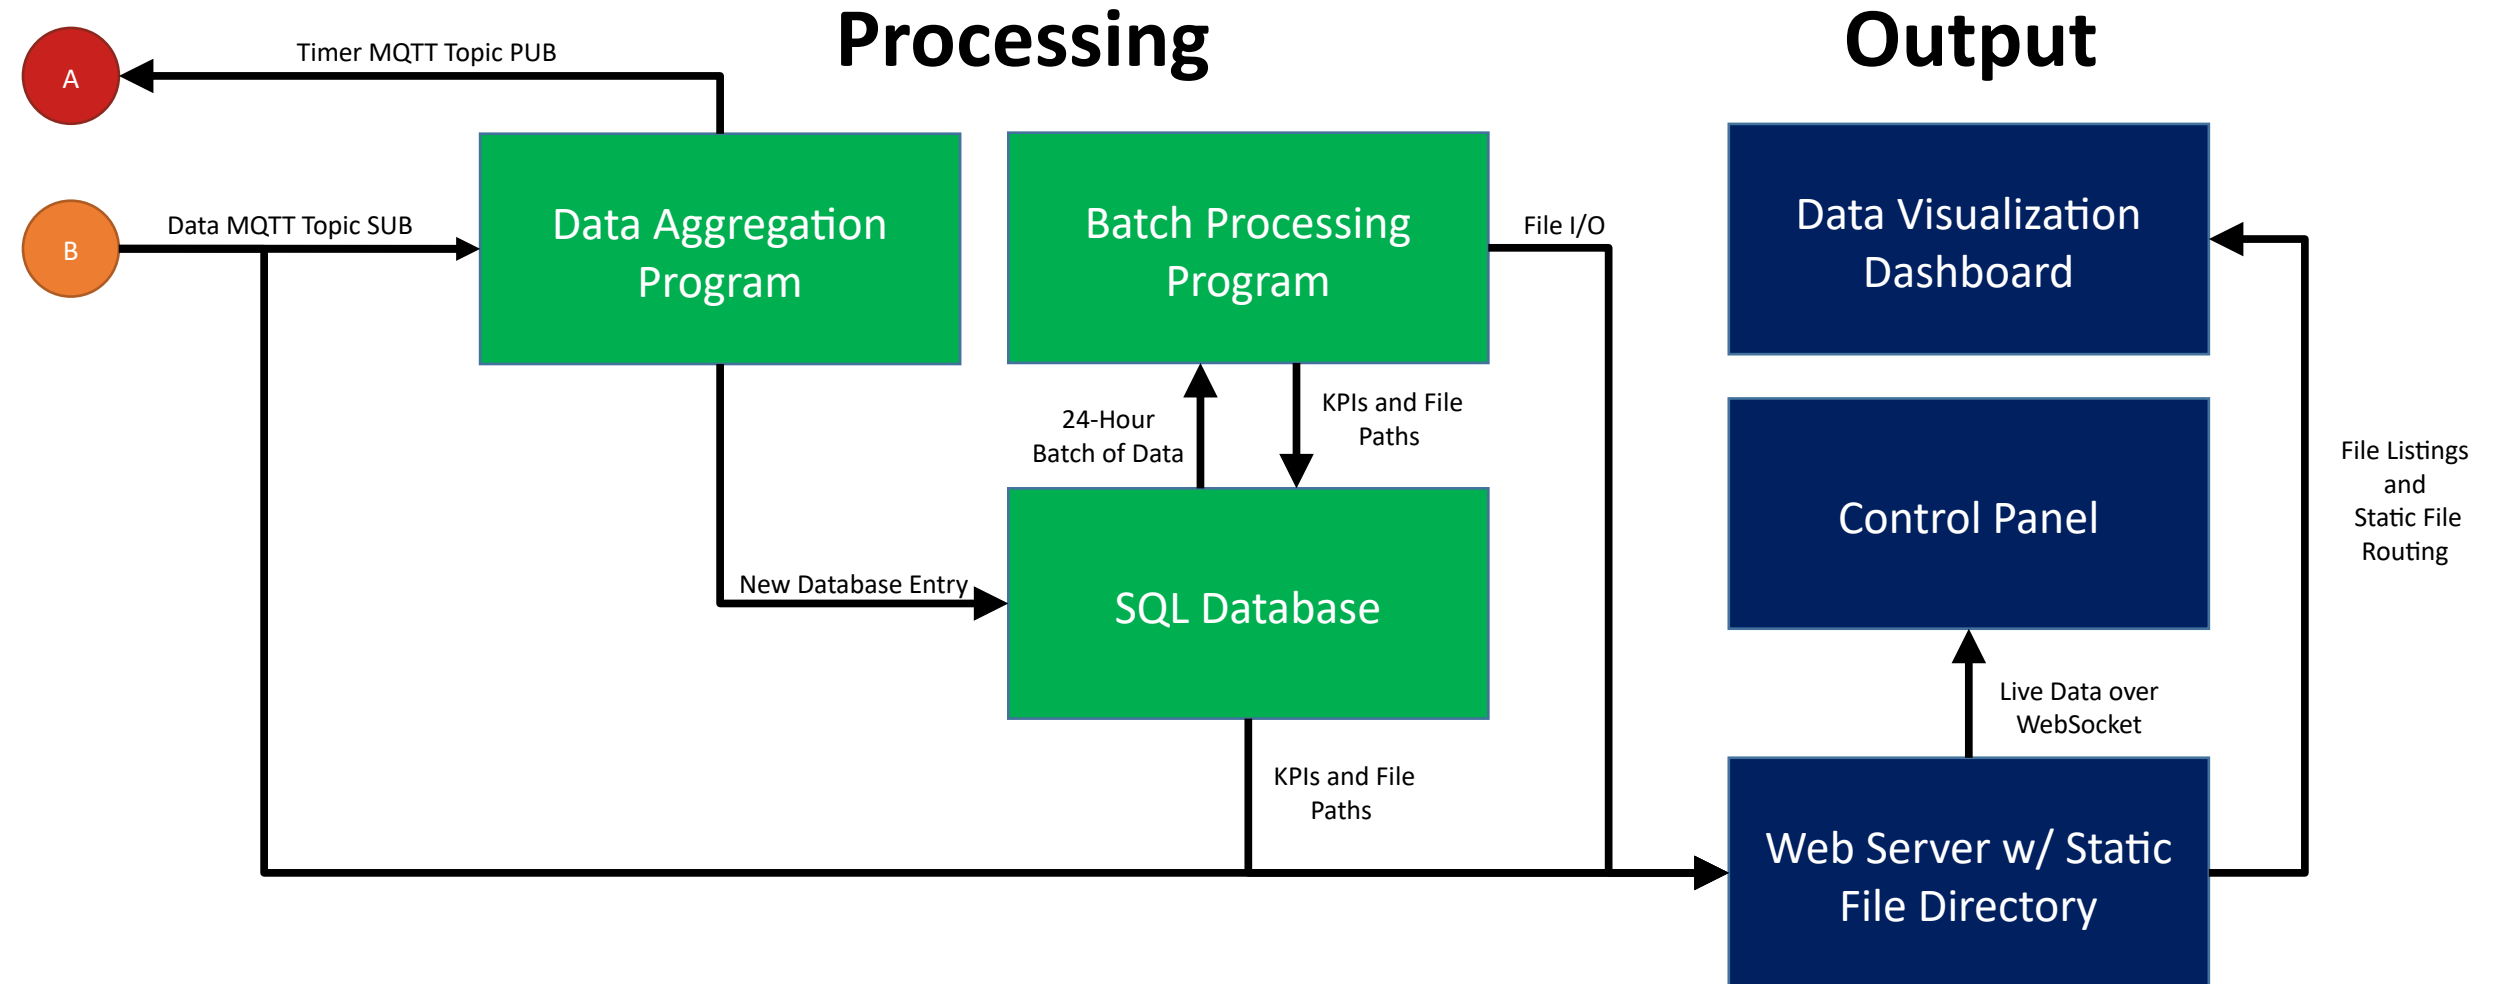 Processing
Output
Timer MQTT Topic PUB
A
Data MQTT Topic SUB
B
Data Aggregation
Program
Batch Processing
Program
File I/O
Data Visualization
Dashboard
24-Hour
Batch of Data
KPIs and File
Paths
Control Panel
File Listings
and
Static File
Routing
New Database Entry
SQL Database
Live Data over
WebSocket
KPIs and File
Paths
Web Server w/ Static
File Directory